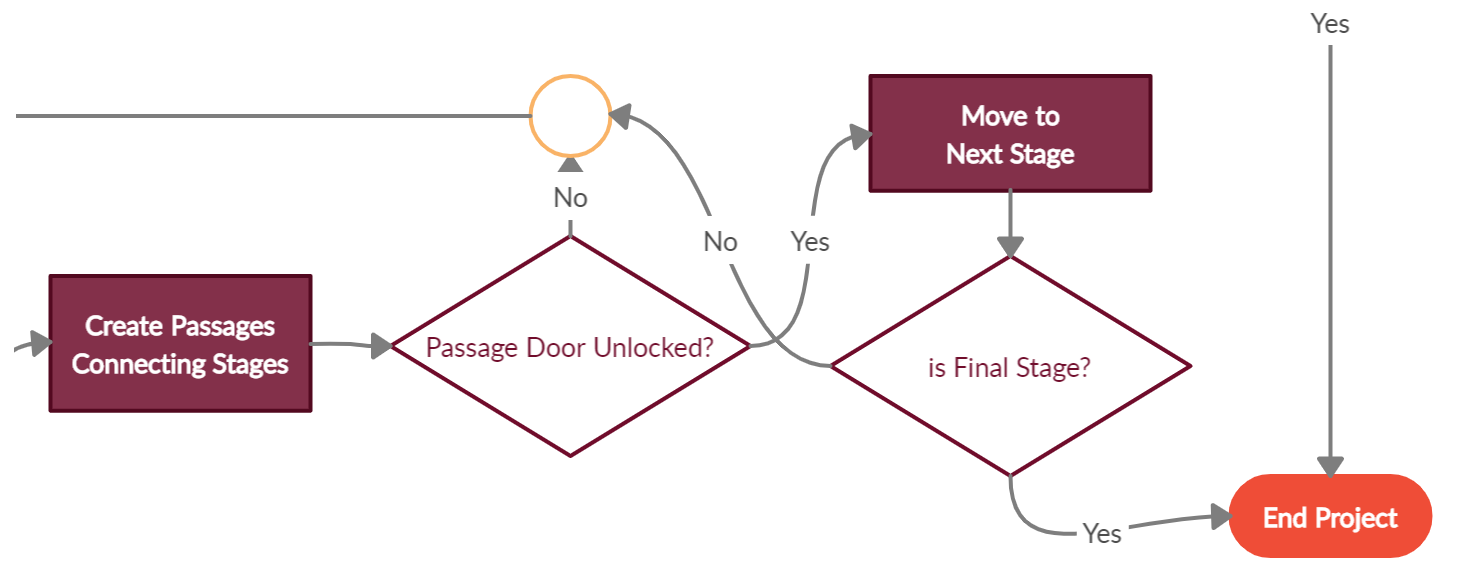 Yes
Move to
Next Stage
No
No
Yes
Create Passages
Connecting Stages
Passage Door Unlocked?
is Final Stage?
Yes
End Project